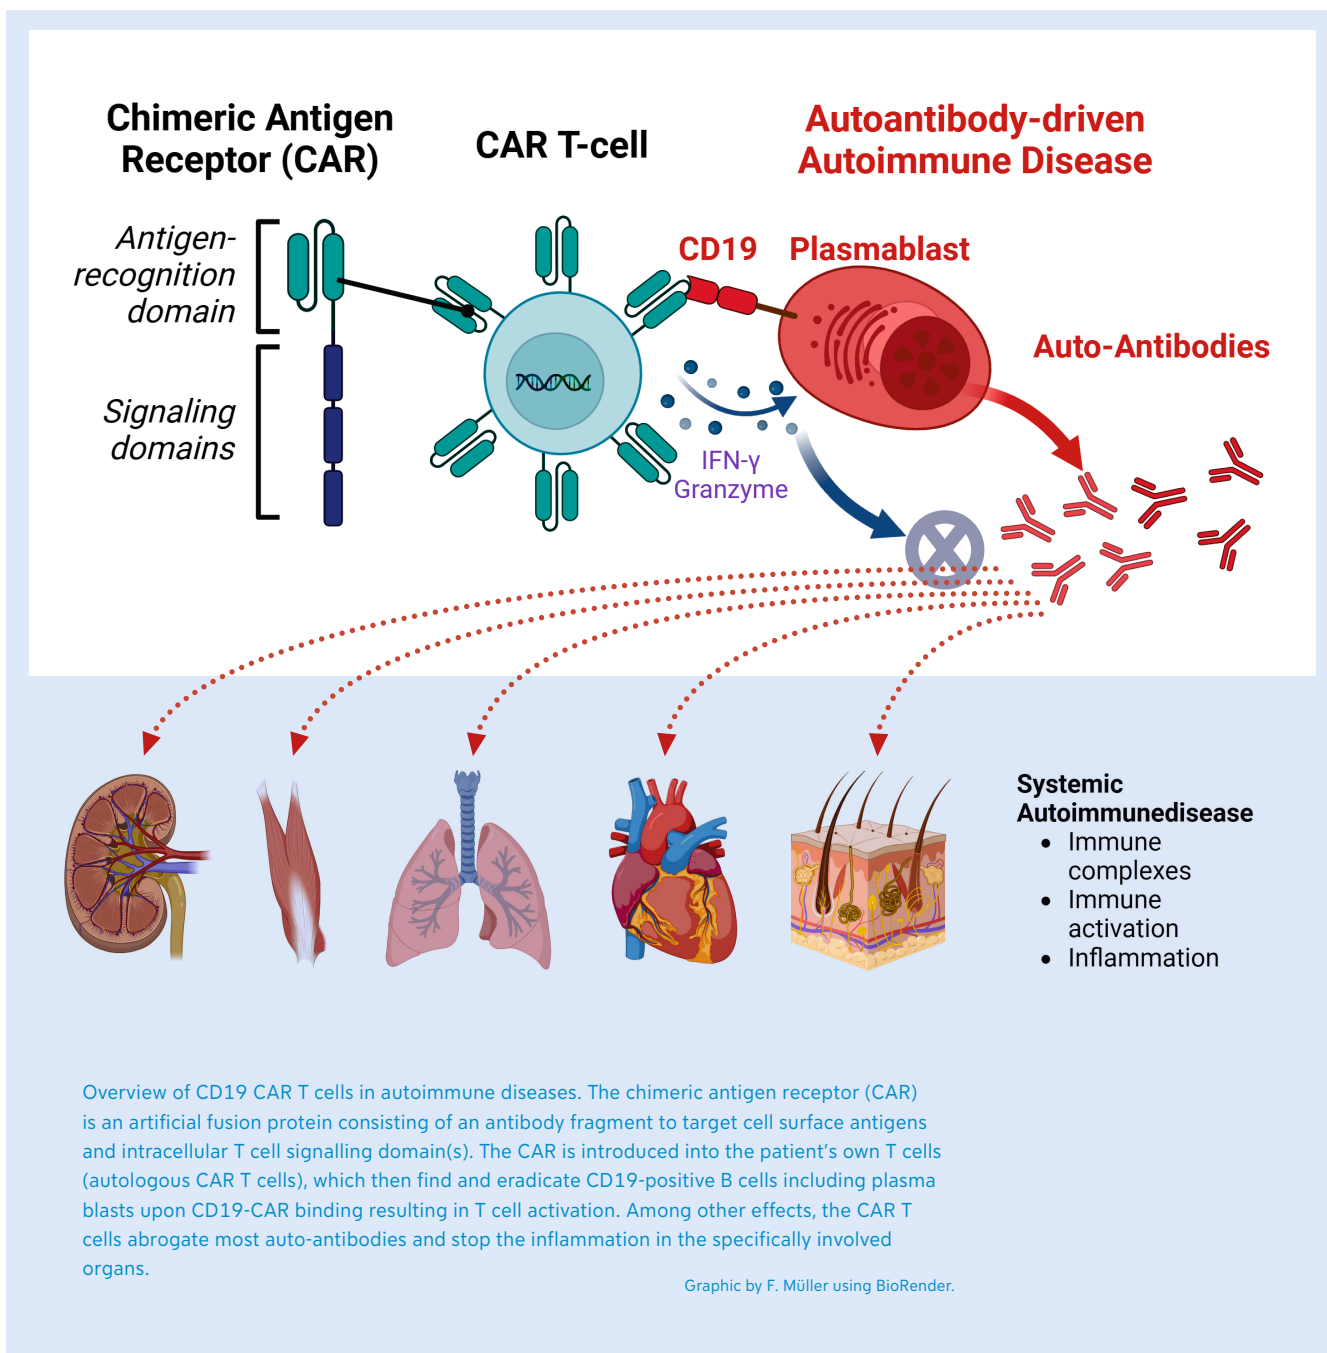 Chimeric Antigen
Receptor (CAR)
CAR T-cell
Autoantibody-driven
Autoimmune Disease
Antigen-
recognition
domain
Signaling
domains
CD19
Plasmablast
Auto-Antibodies
IFN-γ
Granzyme
Systemic
Autoimmunedisease
• Immune
complexes
• Immune
activation
• Inflammation
Overview of CD19 CAR T cells in autoimmune diseases. The chimeric antigen receptor (CAR)
is an artificial fusion protein consisting of an antibody fragment to target cell surface antigens
and intracellular T cell signalling domain(s). The CAR is introduced into the patient's own T cells
(autologous CAR T cells), which then find and eradicate CD19-positive B cells including plasma
blasts upon CD19-CAR binding resulting in T cell activation. Among other effects, the CAR T
cells abrogate most auto-antibodies and stop the inflammation in the specifically involved
organs.
Graphic by F. Müller using BioRender.